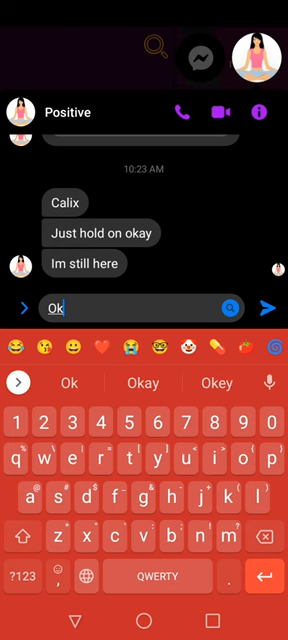 Positive
10:23 AM
Calix
Just hold on okay
Im still here
Ok
Ok Okay Okey
1 2 3 4 5 6 7 8 9 0
q w e r t y u i o p
a s d f g h j k l
z x c v b n m
?123 , QWERTY .